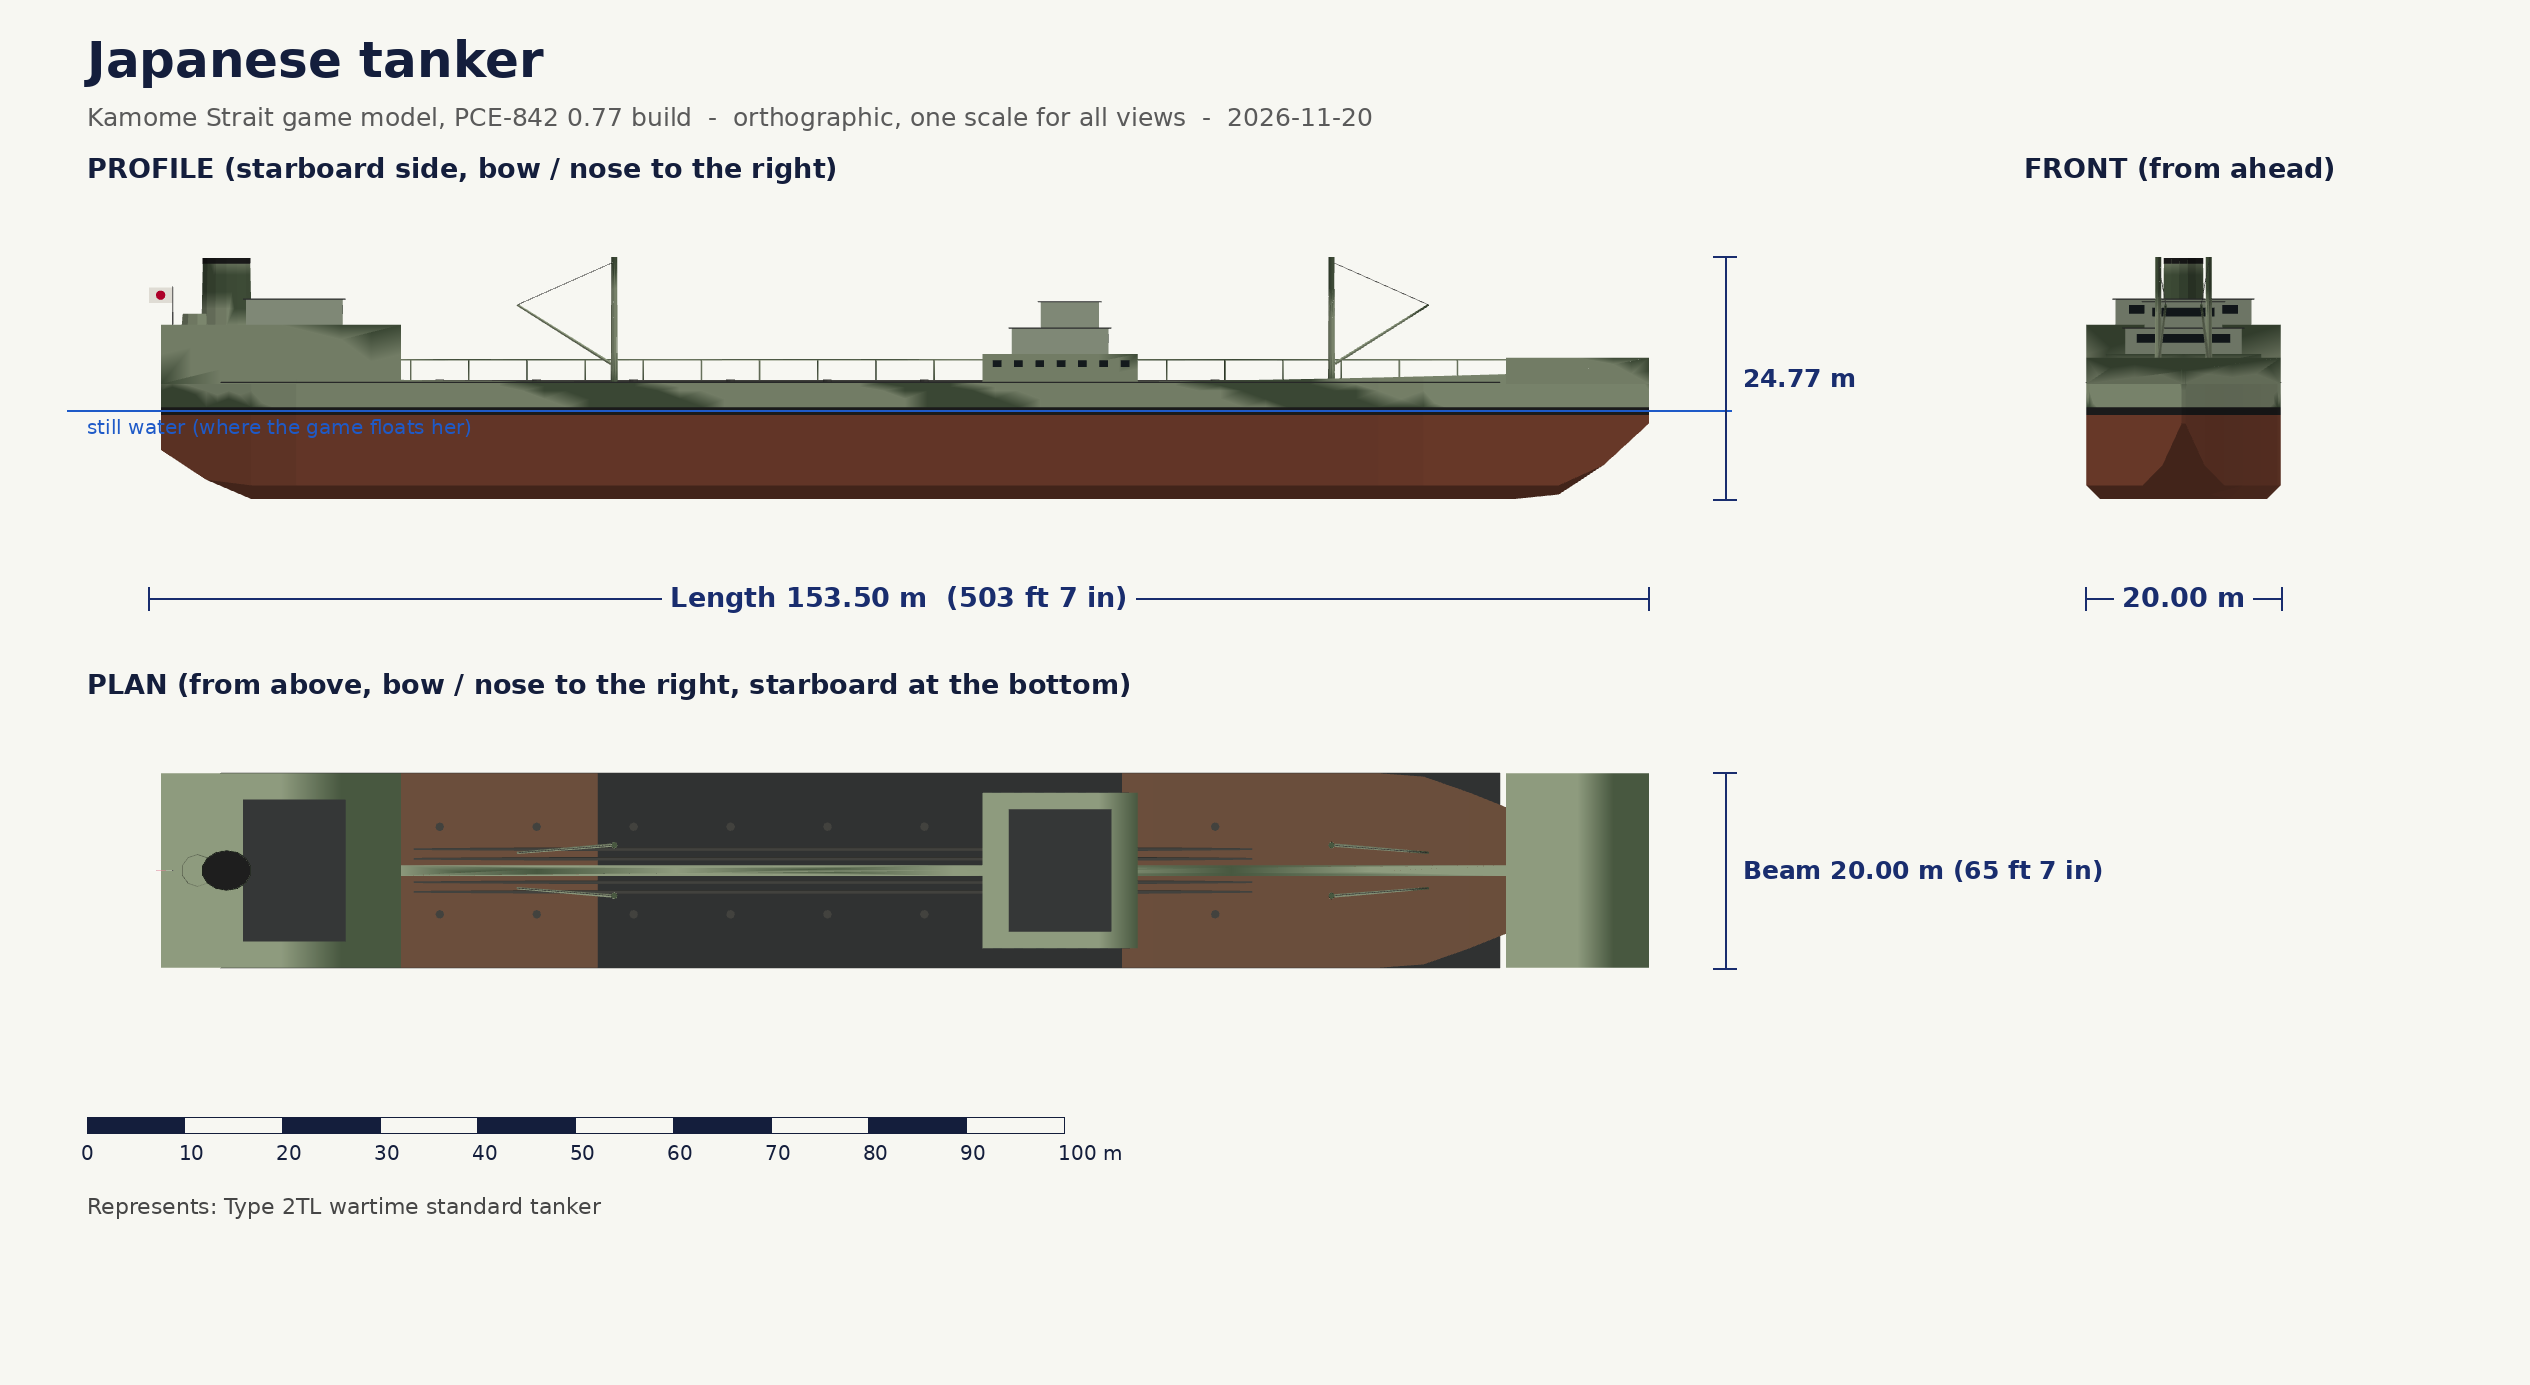 Japanese tanker
Kamome Strait game model, PCE-842 0.77 build - orthographic, one scale for all views - 2026-11-20
PROFILE (starboard side, bow / nose to the right)
FRONT (from ahead)
24.77 m
still water (where the game floats her)
Length 153.50 m (503 ft 7 in)
20.00 m
PLAN (from above, bow / nose to the right, starboard at the bottom)
Beam 20.00 m (65 ft 7 in)
0 10 20 30 40 50 60 70 80 90 100 m
Represents: Type 2TL wartime standard tanker